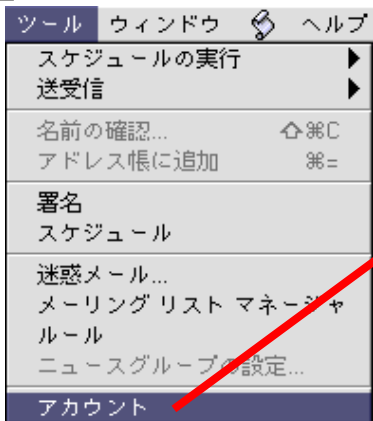 ツール ウィンドウ ヘルプ
スケジュールの実行
送受信
名前の確認... ⇧⌘C
アドレス帳に追加 ⌘=
署名
スケジュール
迷惑メール...
メーリング リスト マネージャ
ルール
ニュースグループの設定...
アカウント